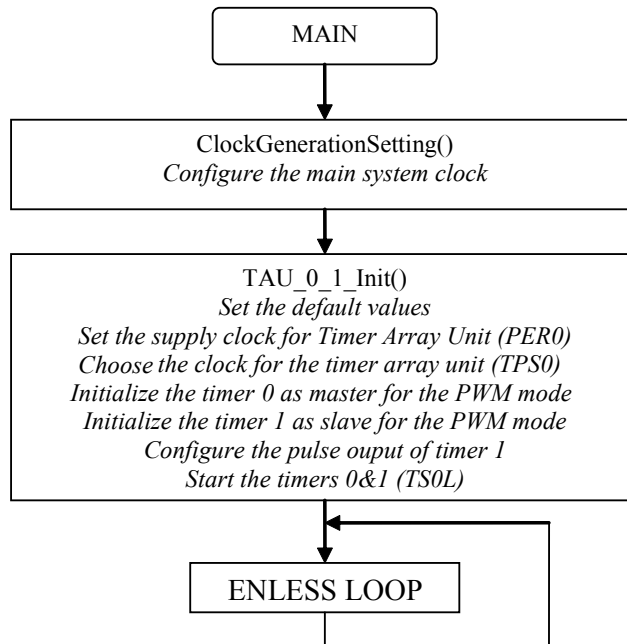 MAIN
ClockGenerationSetting()
Configure the main system clock
TAU_0_1_Init()
Set the default values
Set the supply clock for Timer Array Unit (PER0)
Choose the clock for the timer array unit (TPS0)
Initialize the timer 0 as master for the PWM mode
Initialize the timer 1 as slave for the PWM mode
Configure the pulse ouput of timer 1
Start the timers 0&1 (TS0L)
ENLESS LOOP